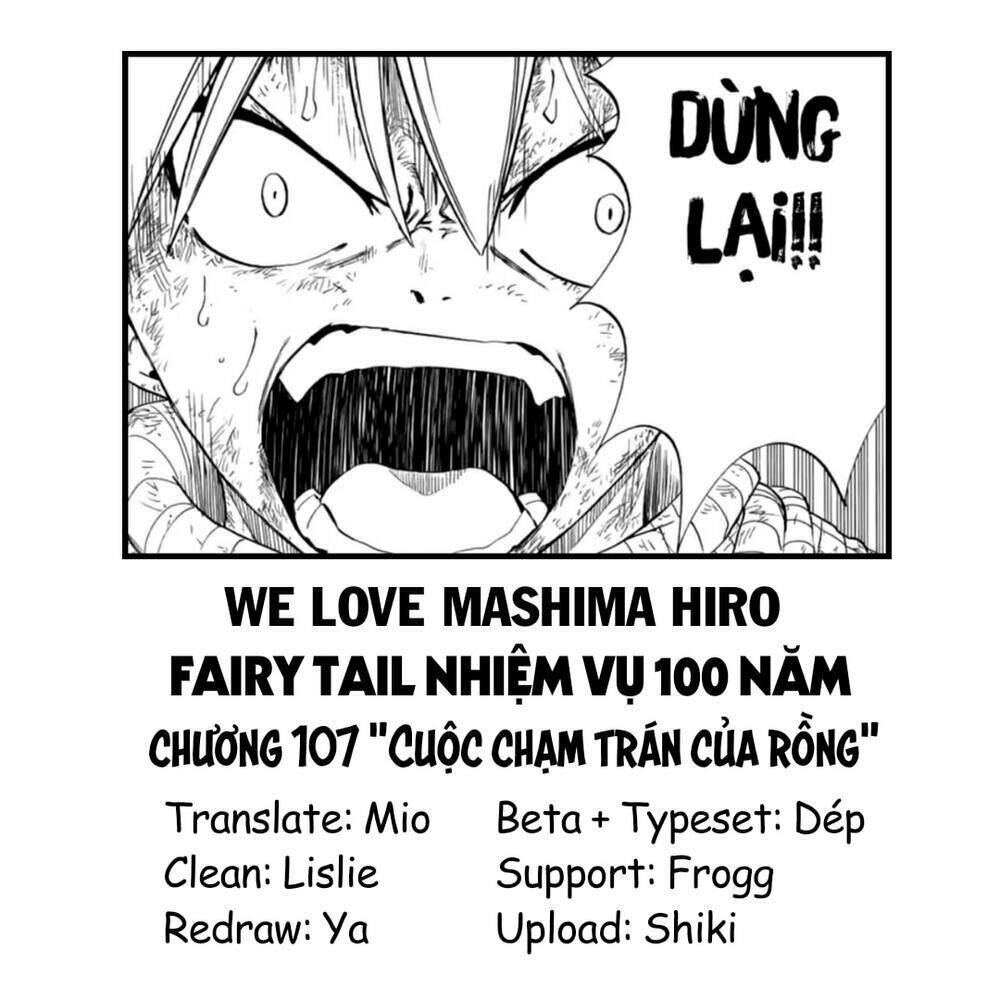 DỪNG
LẠI!!
WE LOVE MASHIMA HIRO
FAIRY TAIL NHIỆM VỤ 100 NĂM
CHƯƠNG 107 "CUỘC CHẠM TRÁN CỦA RỒNG"
Translate: Mio Beta + Typeset: Dép
Clean: Lislie Support: Frogg
Redraw: Ya Upload: Shiki